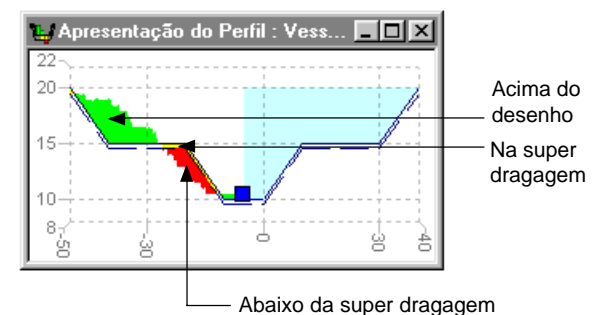 Apresentação do Perfil : Vess...
22
20
15
10
8
-50
-30
0
30
40
Acima do
desenho
Na super
dragagem
Abaixo da super dragagem